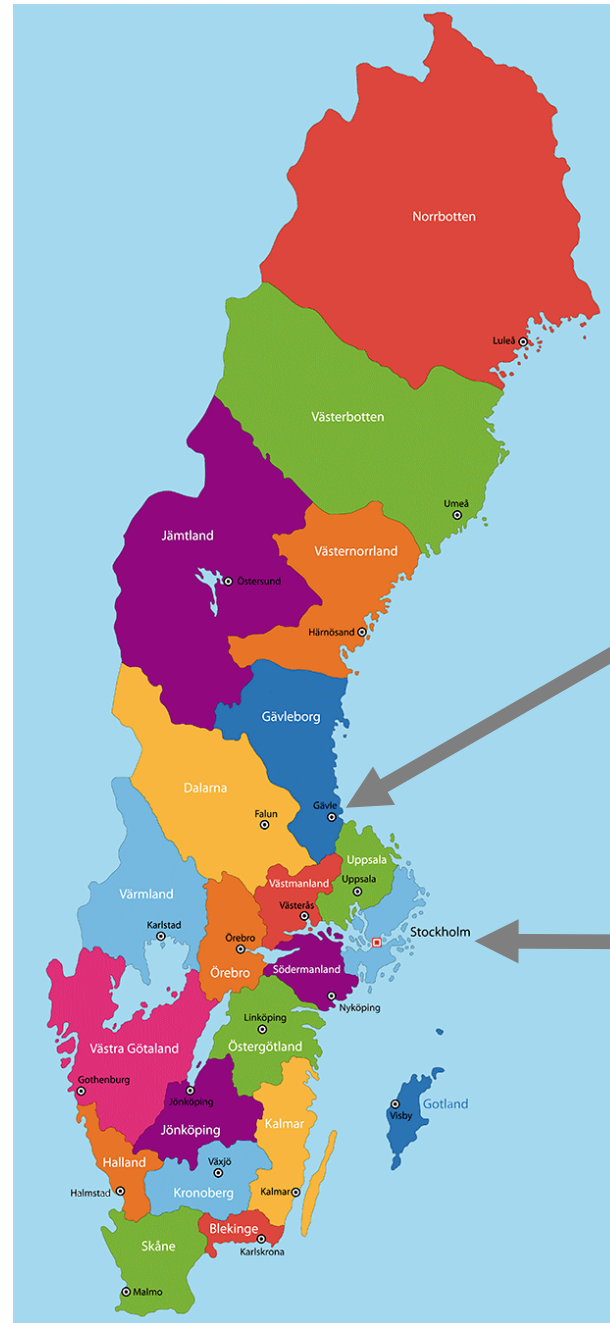 Norrbotten
Luleå
Västerbotten
Umeå
Jämtland
Västernorrland
Östersund
Härnösand
Gävleborg
Dalarna
Gävle
Falun
Uppsala
Västmanland
Uppsala
Värmland
Västerås
Karlstad
Stockholm
Örebro
Södermanland
Örebro
Nyköping
Linköping
Östergötland
Västra Götaland
Gothenburg
Jönköping
Gotland
Visby
Kalmar
Jönköping
Halland
Växjö
Halmstad
Kronoberg
Kalmar
Blekinge
Skåne
Karlskrona
Malmo